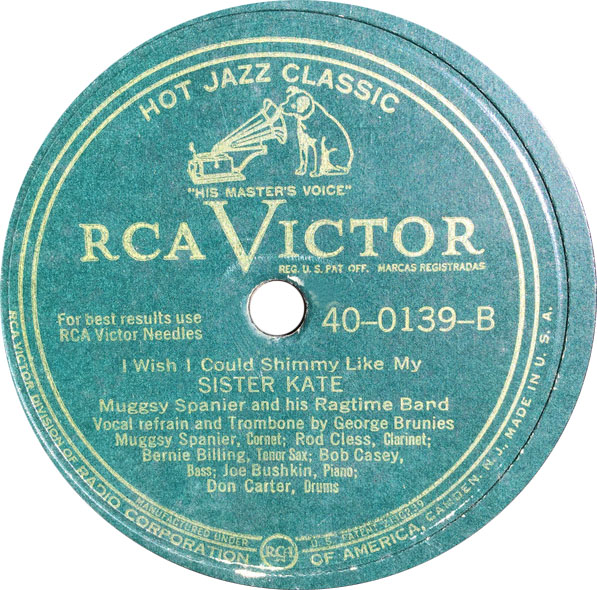 HOT JAZZ CLASSIC
"HIS MASTER'S VOICE"
RCA VICTOR
REG. U. S. PAT. OFF. MARCAS REGISTRADAS
For best results use
RCA Victor Needles
40-0139-B
I Wish I Could Shimmy Like My
SISTER KATE
Muggsy Spanier and his Ragtime Band
Vocal refrain and Trombone by George Brunies
Muggsy Spanier, Cornet; Rod Cless, Clarinet;
Bernie Billing, Tenor Sax; Bob Casey,
Bass; Joe Bushkin, Piano;
Don Carter, Drums
MANUFACTURED UNDER U. S. PATENT
RCA VICTOR DIVISION OF RADIO CORPORATION OF AMERICA, CAMDEN, N. J., MADE IN U. S. A.
RCA